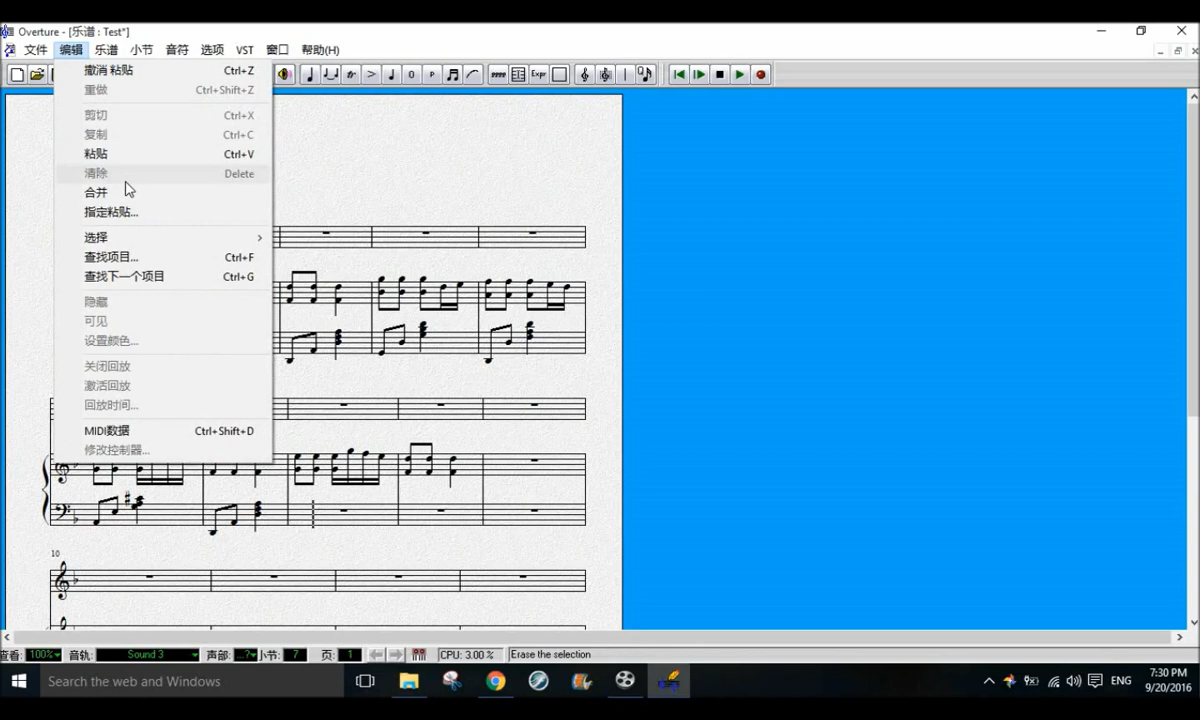 Overture - [乐谱 : Test*]
文件 编辑 乐谱 小节 音符 选项 VST 窗口 帮助(H)
撤消 粘贴 Ctrl+Z
重做 Ctrl+Shift+Z
剪切 Ctrl+X
复制 Ctrl+C
粘贴 Ctrl+V
清除 Delete
合并
指定粘贴...
选择
查找项目... Ctrl+F
查找下一个项目 Ctrl+G
隐藏
可见
设置颜色...
关闭回放
激活回放
回放时间...
MIDI数据 Ctrl+Shift+D
修改控制器...
Expr
10
查看: 100% 音轨: Sound 3 声部: ...? 小节: 7 页: 1 CPU: 3.00 % Erase the selection
Search the web and Windows
ENG
7:30 PM
9/20/2016